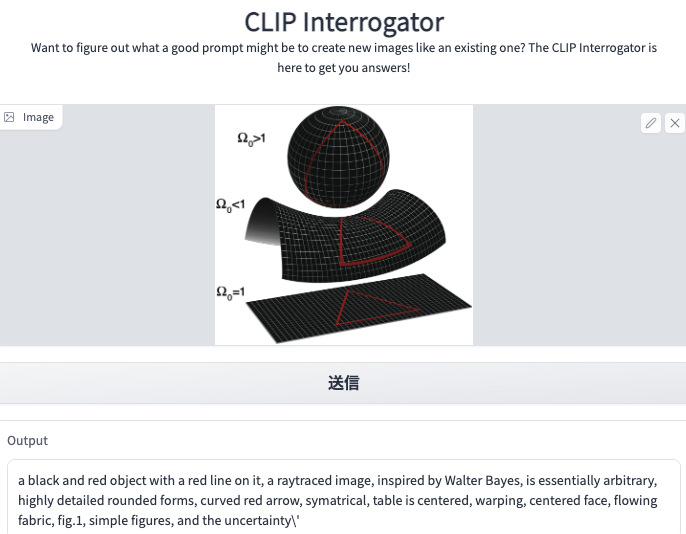 CLIP Interrogator
Want to figure out what a good prompt might be to create new images like an existing one? The CLIP Interrogator is
here to get you answers!
Image
Ω₀>1
Ω₀<1
Ω₀=1
送信
Output
a black and red object with a red line on it, a raytraced image, inspired by Walter Bayes, is essentially arbitrary,
highly detailed rounded forms, curved red arrow, symatrical, table is centered, warping, centered face, flowing
fabric, fig.1, simple figures, and the uncertainty\'